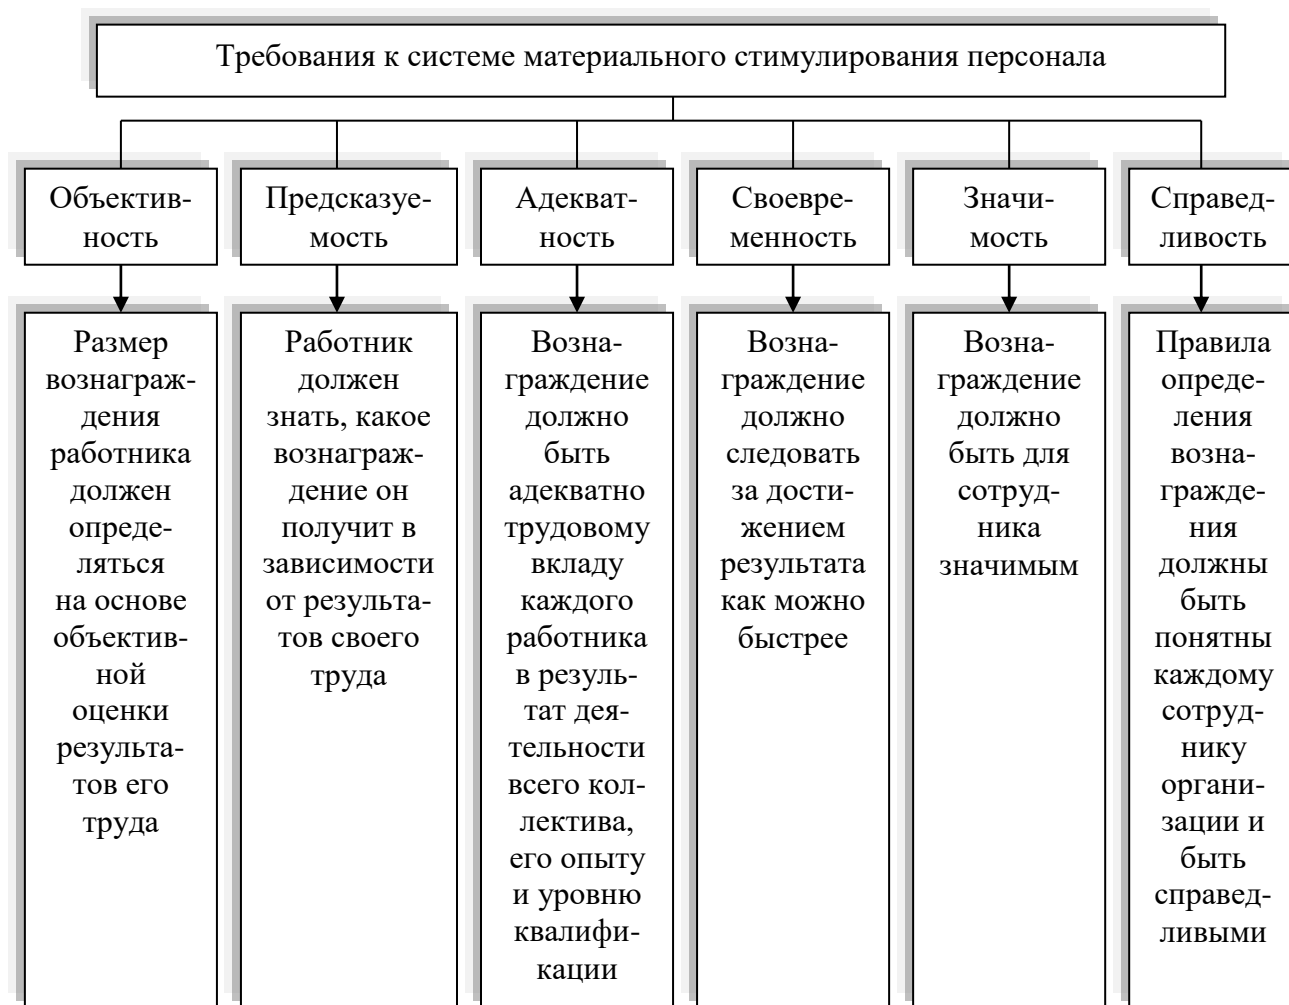 Требования к системе материального стимулирования персонала
Объектив-
ность
Предсказуе-
мость
Адекват-
ность
Своевре-
менность
Значи-
мость
Справед-
ливость
Размер
вознаграж-
дения
работника
должен
опреде-
ляться
на основе
объектив-
ной
оценки
результа-
тов его
труда
Работник
должен
знать, какое
вознаграж-
дение он
получит в
зависимости
от результа-
тов своего
труда
Возна-
граждение
должно
быть
адекватно
трудовому
вкладу
каждого
работника
в резуль-
тат дея-
тельности
всего кол-
лектива,
его опыту
и уровню
квалифи-
кации
Возна-
граждение
должно
следовать
за дости-
жением
результата
как можно
быстрее
Возна-
граждение
должно
быть для
сотруд-
ника
значимым
Правила
опреде-
ления
возна-
гражде-
ния
должны
быть
понятны
каждому
сотруд-
нику
органи-
зации и
быть
справед-
ливыми